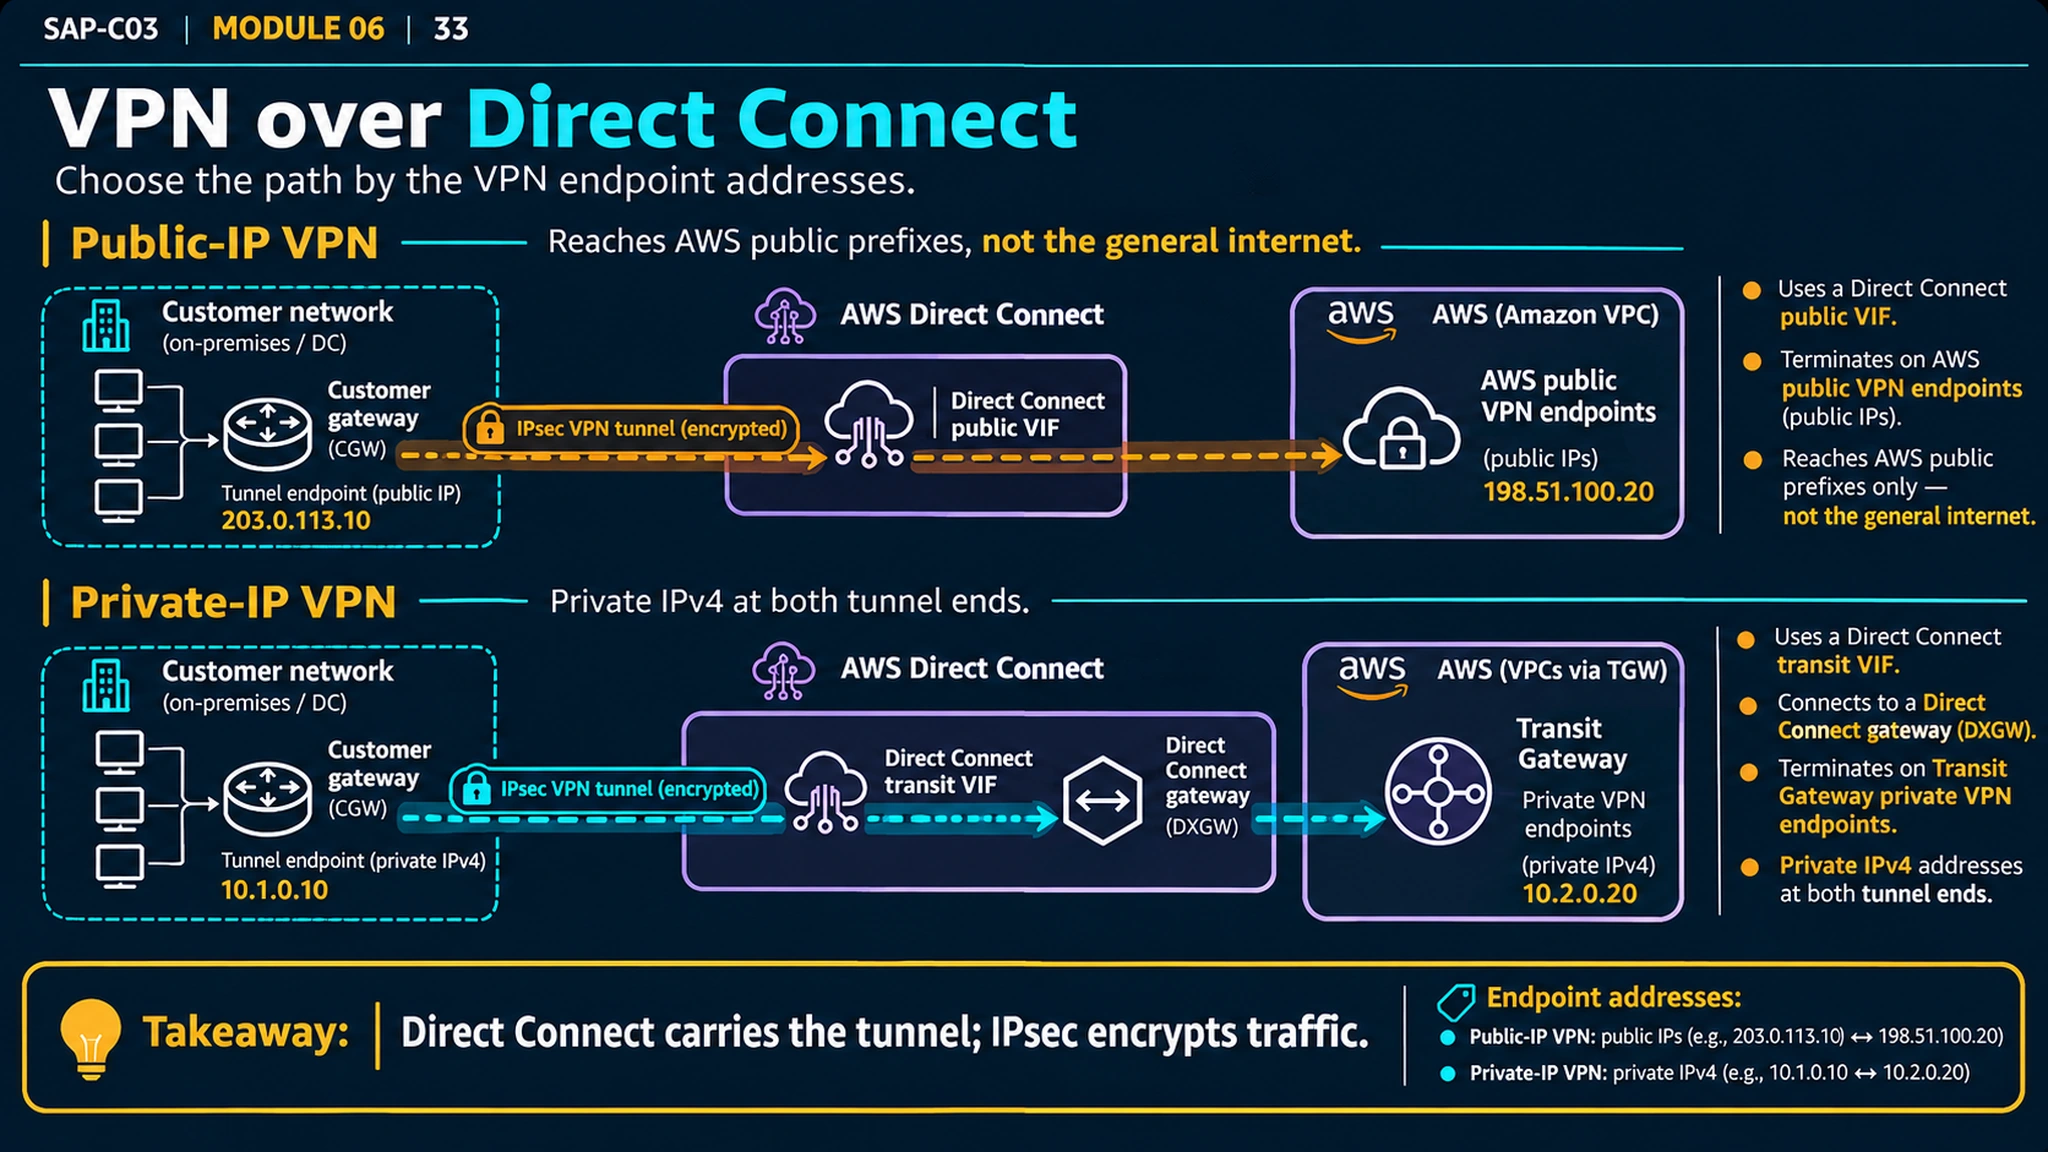 SAP-C03 | MODULE 06 | 33
VPN over Direct Connect
Choose the path by the VPN endpoint addresses.
Public-IP VPN
Reaches AWS public prefixes, not the general internet.
Customer network
(on-premises / DC)
Customer
gateway
(CGW)
Tunnel endpoint (public IP)
203.0.113.10
IPsec VPN tunnel (encrypted)
AWS Direct Connect
Direct Connect
public VIF
aws
AWS (Amazon VPC)
AWS public
VPN endpoints
(public IPs)
198.51.100.20
Uses a Direct Connect
public VIF.
Terminates on AWS
public VPN endpoints
(public IPs).
Reaches AWS public
prefixes only —
not the general internet.
Private-IP VPN
Private IPv4 at both tunnel ends.
Customer network
(on-premises / DC)
Customer
gateway
(CGW)
Tunnel endpoint (private IPv4)
10.1.0.10
IPsec VPN tunnel (encrypted)
AWS Direct Connect
Direct Connect
transit VIF
Direct
Connect
gateway
(DXGW)
aws
AWS (VPCs via TGW)
Transit
Gateway
Private VPN
endpoints
(private IPv4)
10.2.0.20
Uses a Direct Connect
transit VIF.
Connects to a Direct
Connect gateway (DXGW).
Terminates on Transit
Gateway private VPN
endpoints.
Private IPv4 addresses
at both tunnel ends.
Takeaway:
Direct Connect carries the tunnel; IPsec encrypts traffic.
Endpoint addresses:
Public-IP VPN: public IPs (e.g., 203.0.113.10) ↔ 198.51.100.20)
Private-IP VPN: private IPv4 (e.g., 10.1.0.10 ↔ 10.2.0.20)